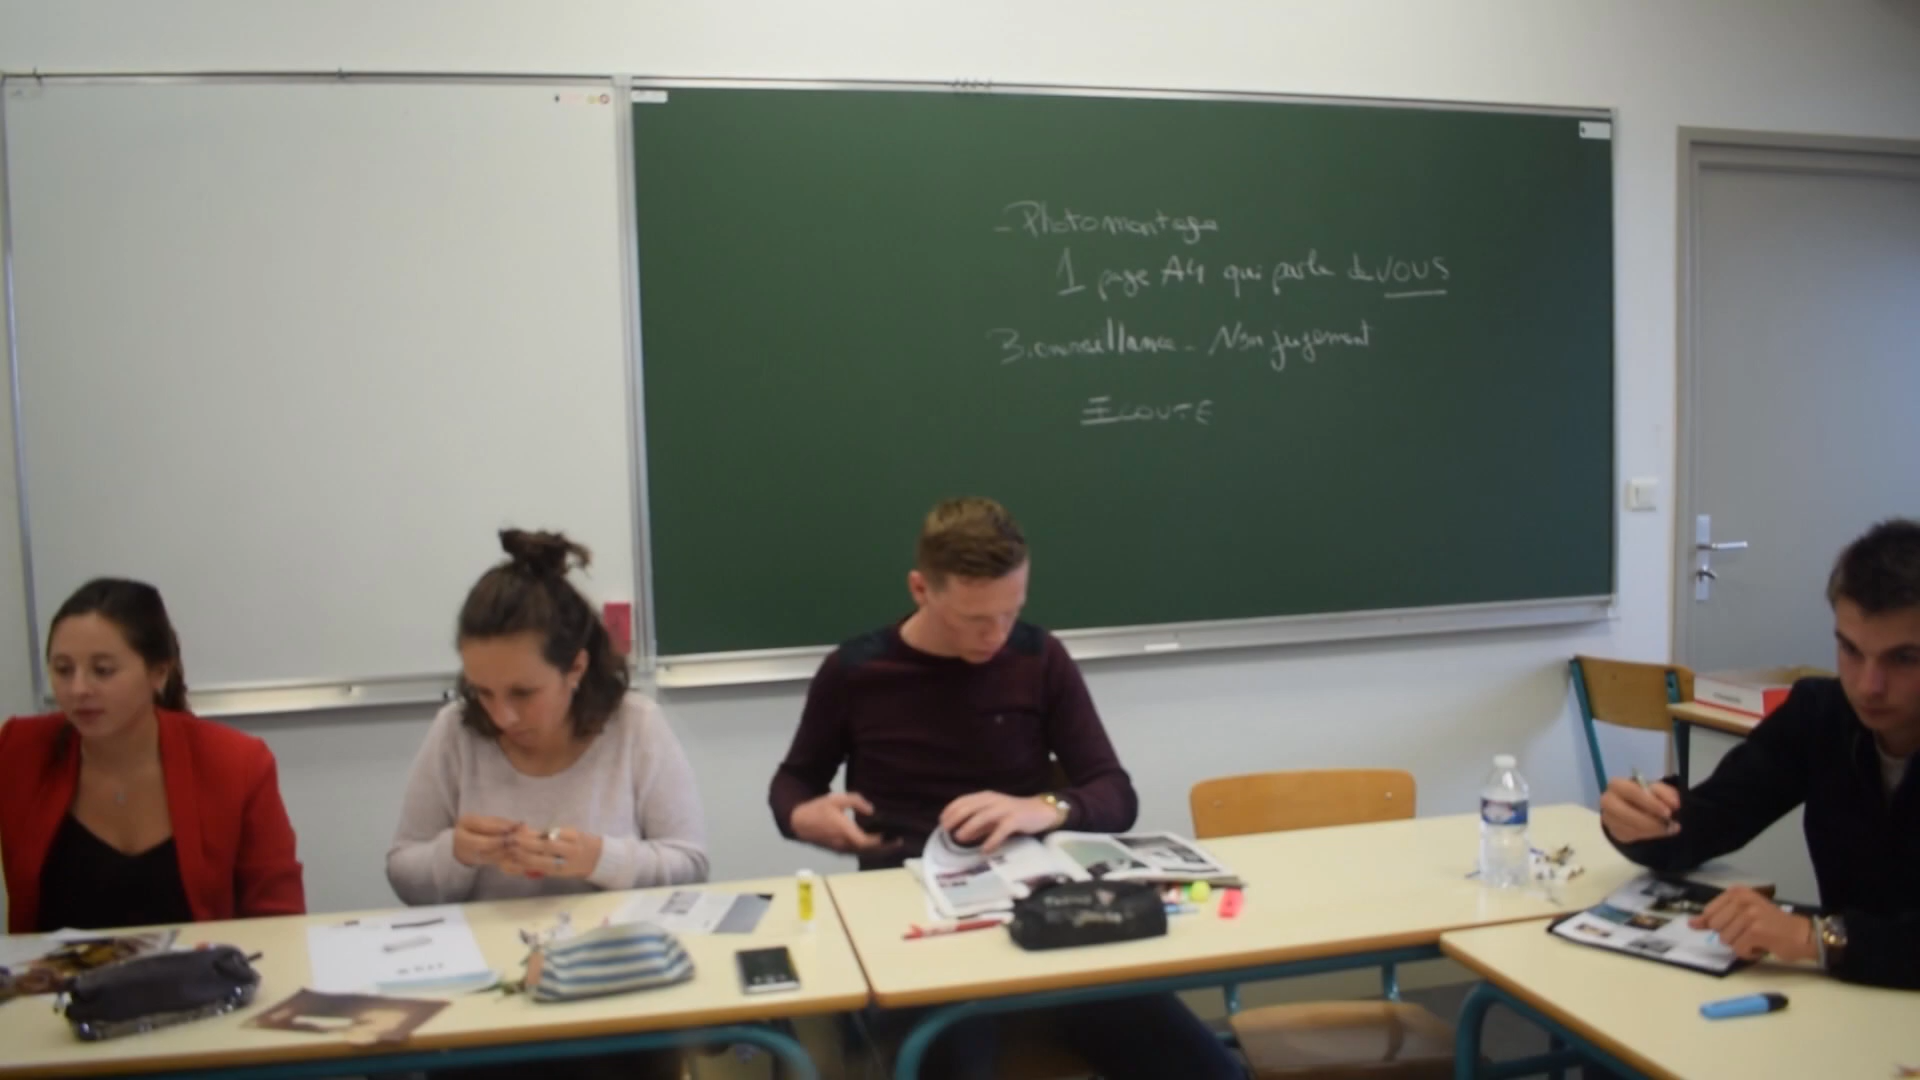 - Photomontage
1 page A4 qui parle de VOUS
Bienveillance - Non jugement
ECOUTE